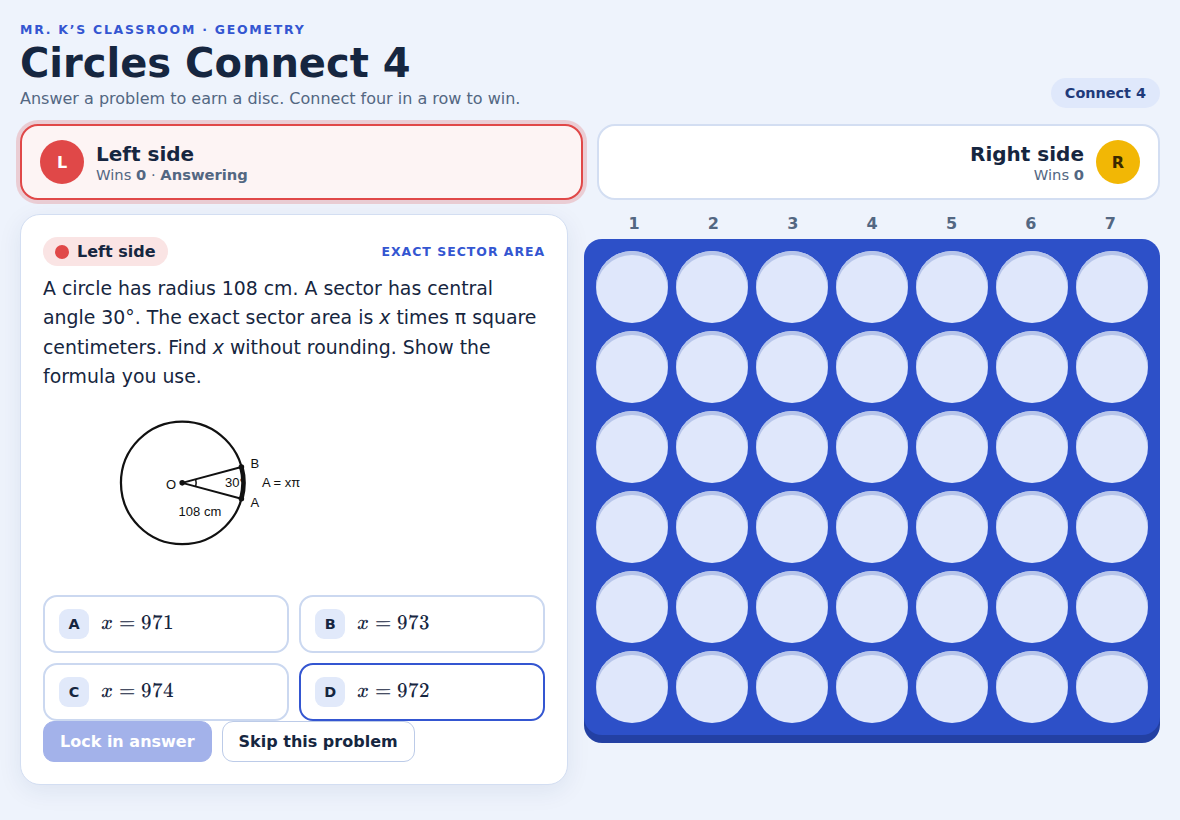 MR. K’S CLASSROOM · GEOMETRY
Circles Connect 4
Answer a problem to earn a disc. Connect four in a row to win.
Connect 4
L
Left side
Wins 0 · Answering
Right side
Wins 0
R
Left side
EXACT SECTOR AREA
A circle has radius 108 cm. A sector has central
angle 30°. The exact sector area is x times π square
centimeters. Find x without rounding. Show the
formula you use.
B
O
30°
A = xπ
A
108 cm
A x = 971
B x = 973
C x = 974
D x = 972
Lock in answer
Skip this problem
1 2 3 4 5 6 7